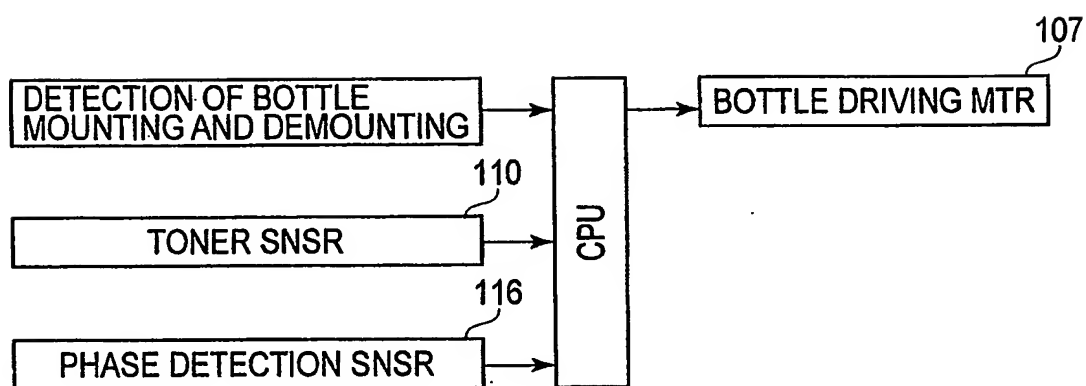 107
DETECTION OF BOTTLE
MOUNTING AND DEMOUNTING
BOTTLE DRIVING MTR
110
TONER SNSR
CPU
116
PHASE DETECTION SNSR